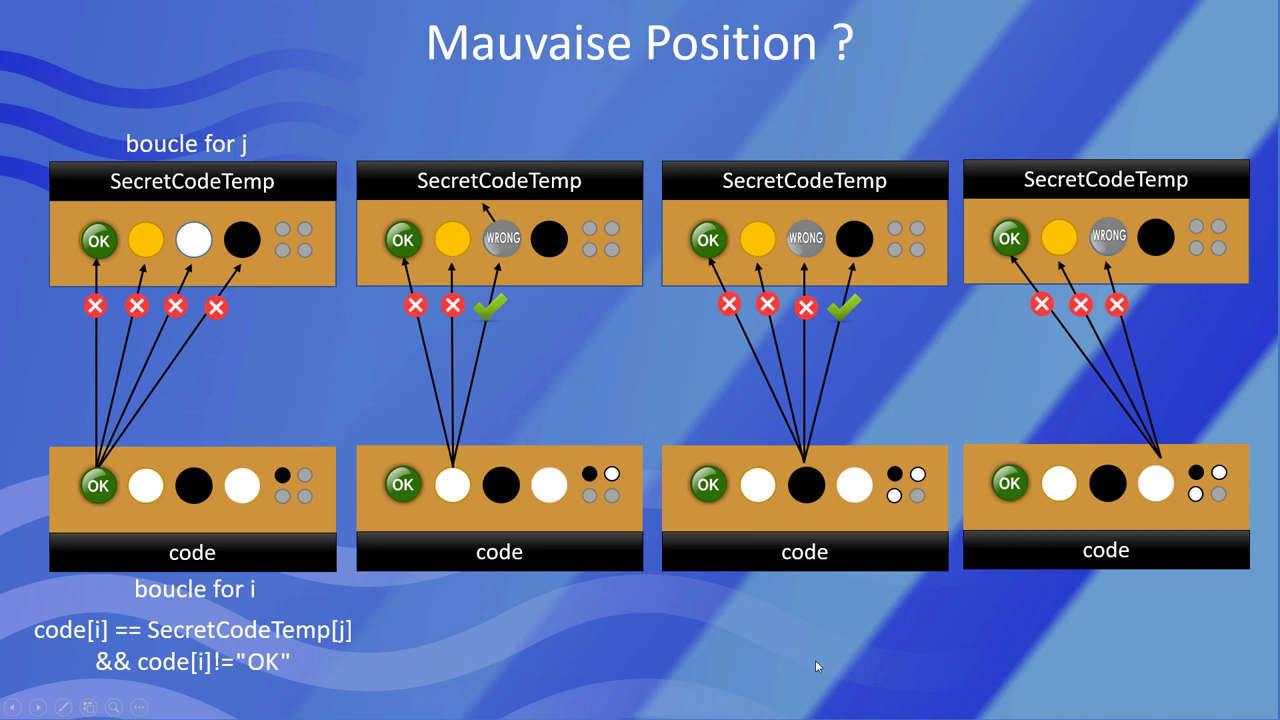 Mauvaise Position ?
boucle for j
SecretCodeTemp
OK
OK
code
boucle for i
code[i] == SecretCodeTemp[j]
&& code[i]!="OK"
SecretCodeTemp
OK WRONG
OK
code
SecretCodeTemp
OK WRONG
OK
code
SecretCodeTemp
OK WRONG
OK
code